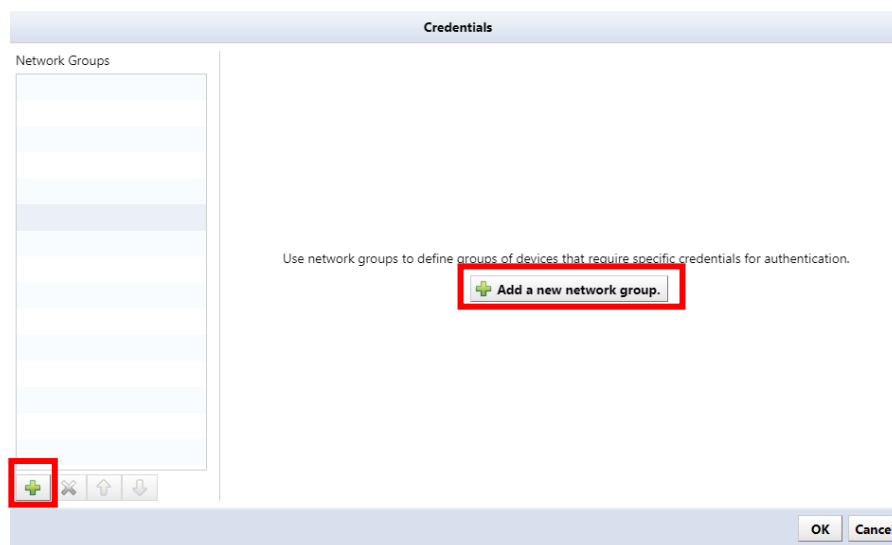 Credentials
Network Groups
Use network groups to define groups of devices that require specific credentials for authentication.
Add a new network group.
OK
Cance